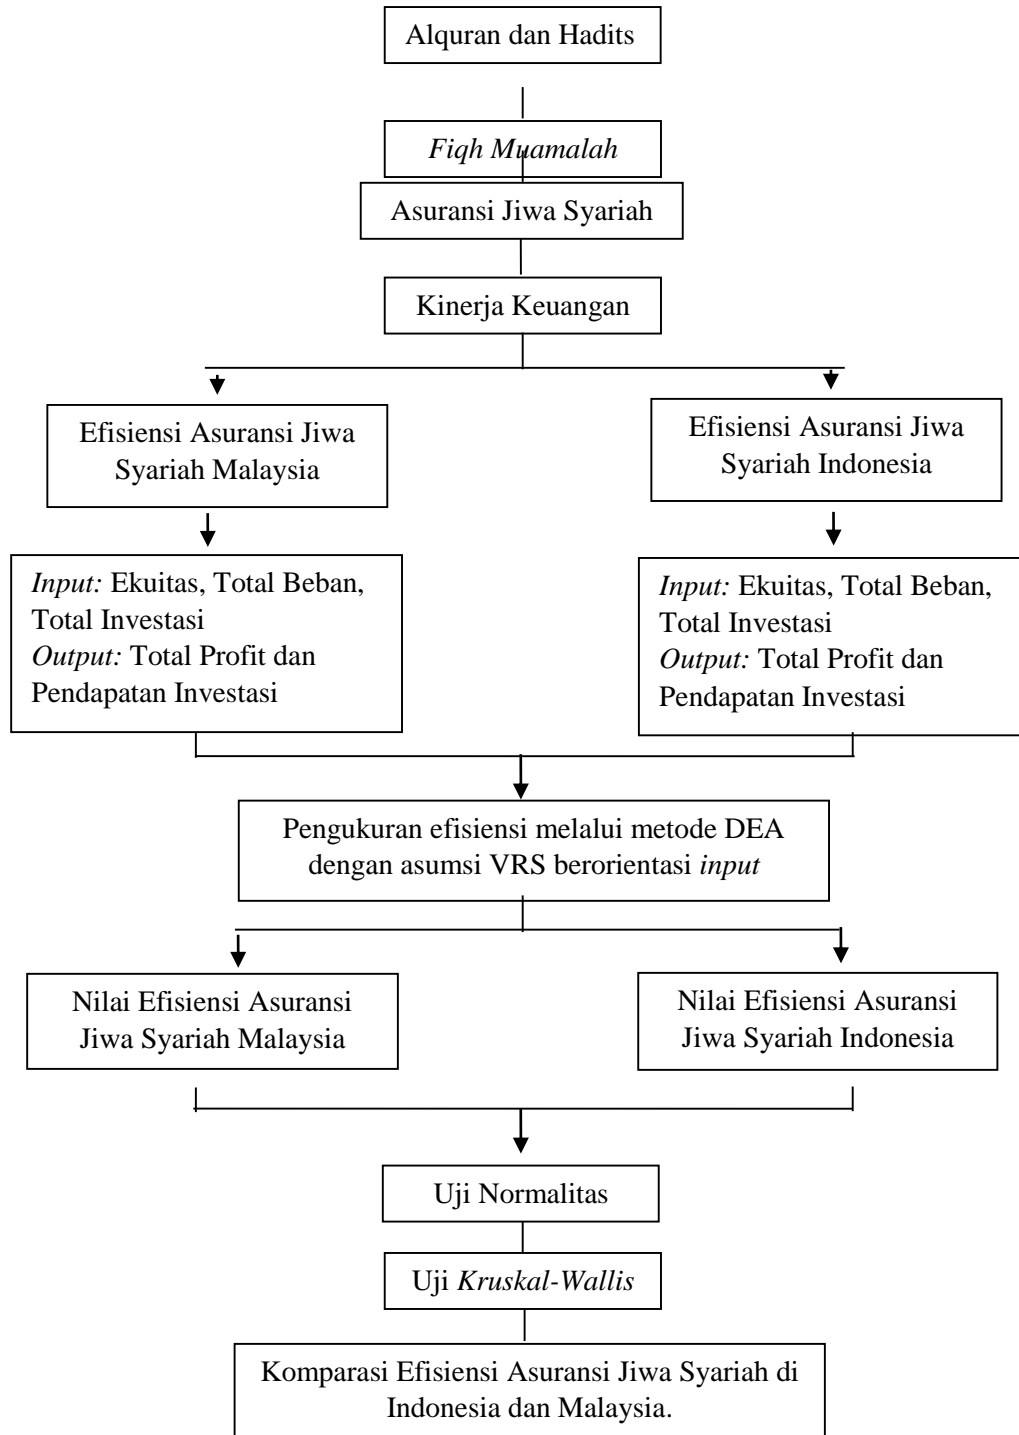 Alquran dan Hadits
Fiqh Muamalah
Asuransi Jiwa Syariah
Kinerja Keuangan
Efisiensi Asuransi Jiwa
Syariah Malaysia
Efisiensi Asuransi Jiwa
Syariah Indonesia
Input: Ekuitas, Total Beban,
Total Investasi
Output: Total Profit dan
Pendapatan Investasi
Input: Ekuitas, Total Beban,
Total Investasi
Output: Total Profit dan
Pendapatan Investasi
Pengukuran efisiensi melalui metode DEA
dengan asumsi VRS berorientasi input
Nilai Efisiensi Asuransi
Jiwa Syariah Malaysia
Nilai Efisiensi Asuransi
Jiwa Syariah Indonesia
Uji Normalitas
Uji Kruskal-Wallis
Komparasi Efisiensi Asuransi Jiwa Syariah di
Indonesia dan Malaysia.